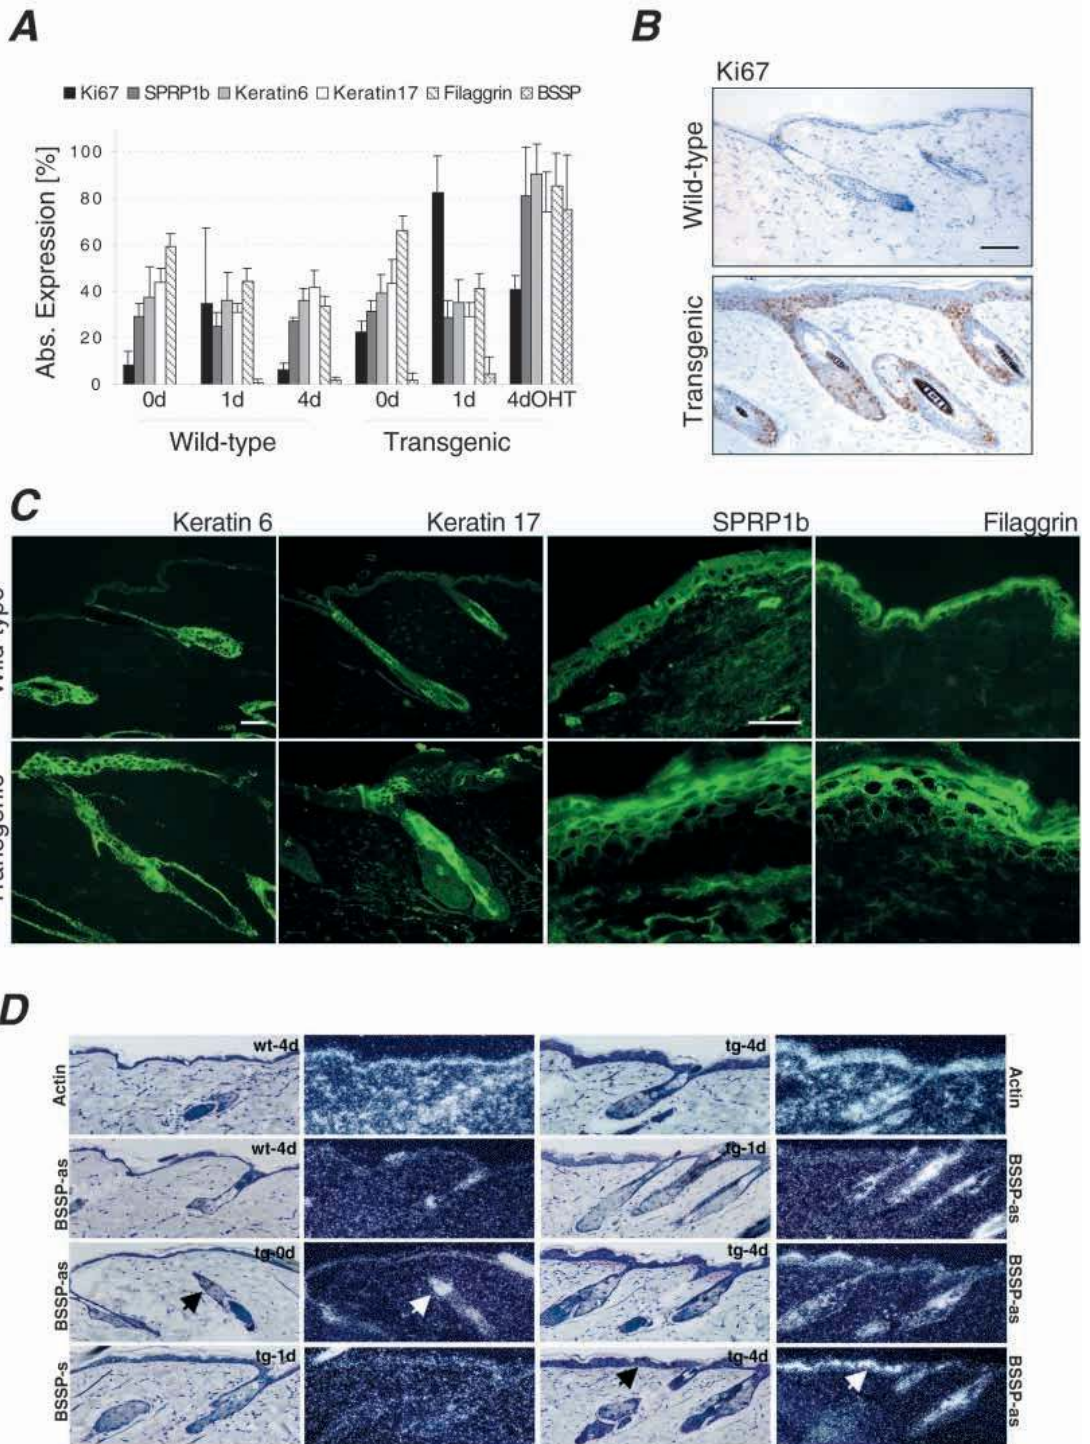 A
B
Ki67 SPRP1b Keratin6 Keratin17 Filaggrin BSSP
Abs. Expression [%]
100
80
60
40
20
0
0d 1d 4d 0d 1d 4dOHT
Wild-type Transgenic
Ki67
Wild-type
Transgenic
C
Keratin 6 Keratin 17 SPRP1b Filaggrin
D
Actin wt-4d tg-4d Actin
BSSP-as wt-4d tg-1d BSSP-as
BSSP-as tg-0d tg-4d BSSP-as
BSSP-s tg-1d tg-4d BSSP-as